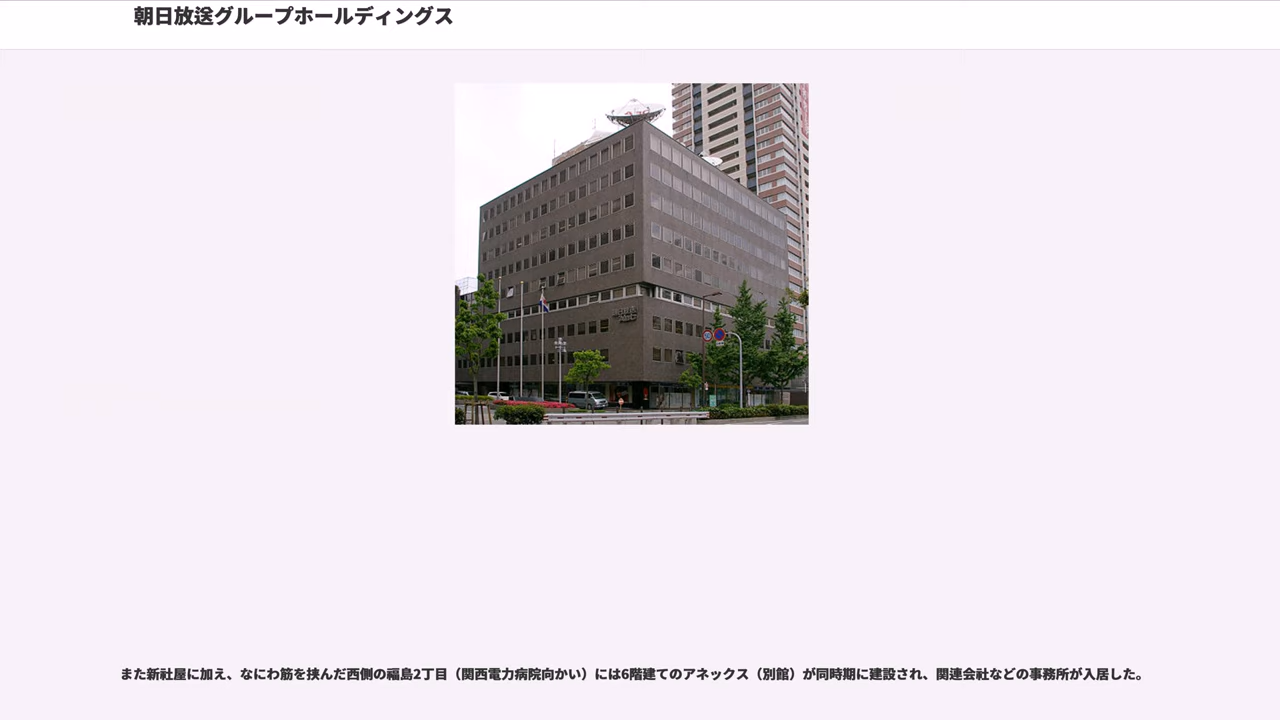 朝日放送グループホールディングス
また新社屋に加え、なにわ筋を挟んだ西側の福島2丁目（関西電力病院向かい）には6階建てのアネックス（別館）が同時期に建設され、関連会社などの事務所が入居した。